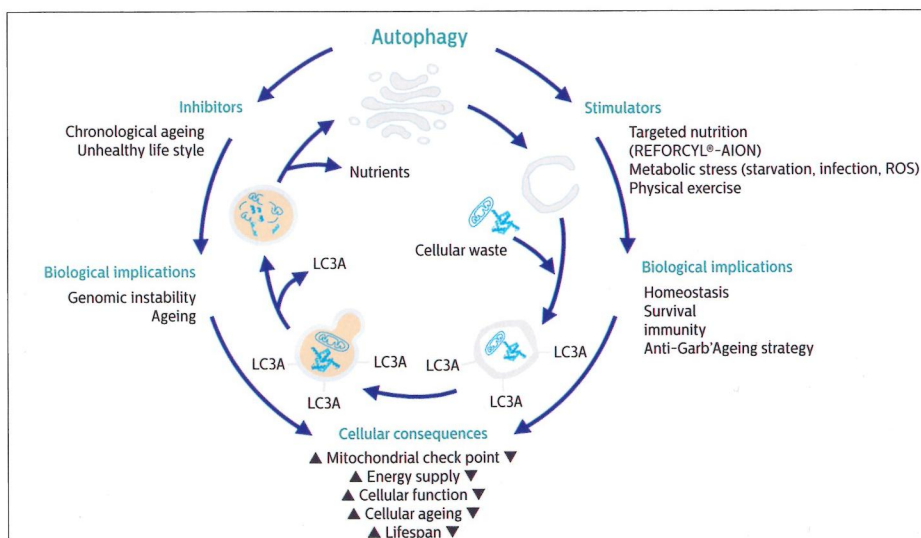 Autophagy
Inhibitors
Chronological ageing
Unhealthy life style
Stimulators
Targeted nutrition
(REFORCYL®-AION)
Metabolic stress (starvation, infection, ROS)
Physical exercise
Nutrients
Cellular waste
LC3A
Biological implications
Genomic instability
Ageing
Biological implications
Homeostasis
Survival
immunity
Anti-Garb'Ageing strategy
LC3A
LC3A
LC3A
LC3A
LC3A
LC3A
Cellular consequences
▲ Mitochondrial check point ▼
▲ Energy supply ▼
▲ Cellular function ▼
▲ Cellular ageing ▼
▲ Lifespan ▼